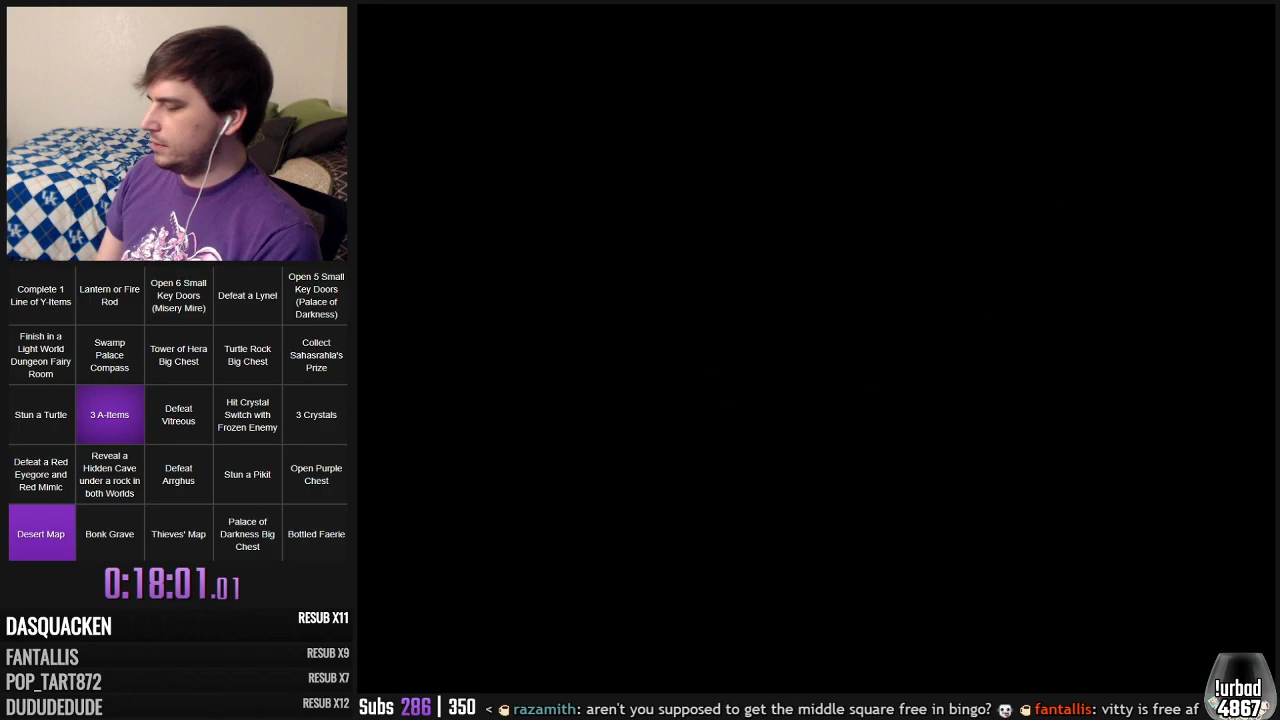 Complete 1
Line of Y-Items
Lantern or Fire
Rod
Open 6 Small
Key Doors
(Misery Mire)
Defeat a Lynel
Open 5 Small
Key Doors
(Palace of
Darkness)
Finish in a
Light World
Dungeon Fairy
Room
Swamp
Palace
Compass
Tower of Hera
Big Chest
Turtle Rock
Big Chest
Collect
Sahasrahla's
Prize
Stun a Turtle
3 A-Items
Defeat
Vitreous
Hit Crystal
Switch with
Frozen Enemy
3 Crystals
Defeat a Red
Eyegore and
Red Mimic
Reveal a
Hidden Cave
under a rock in
both Worlds
Defeat
Arrghus
Stun a Pikit
Open Purple
Chest
Desert Map
Bonk Grave
Thieves' Map
Palace of
Darkness Big
Chest
Bottled Faerie
0:18:01.01
DASQUACKEN RESUB X11
FANTALLIS RESUB X9
POP_TART872 RESUB X7
DUDUDEDUDE RESUB X12
Subs 286 | 350 < razamith: aren't you supposed to get the middle square free in bingo? fantallis: vitty is free af
!urbad
4867